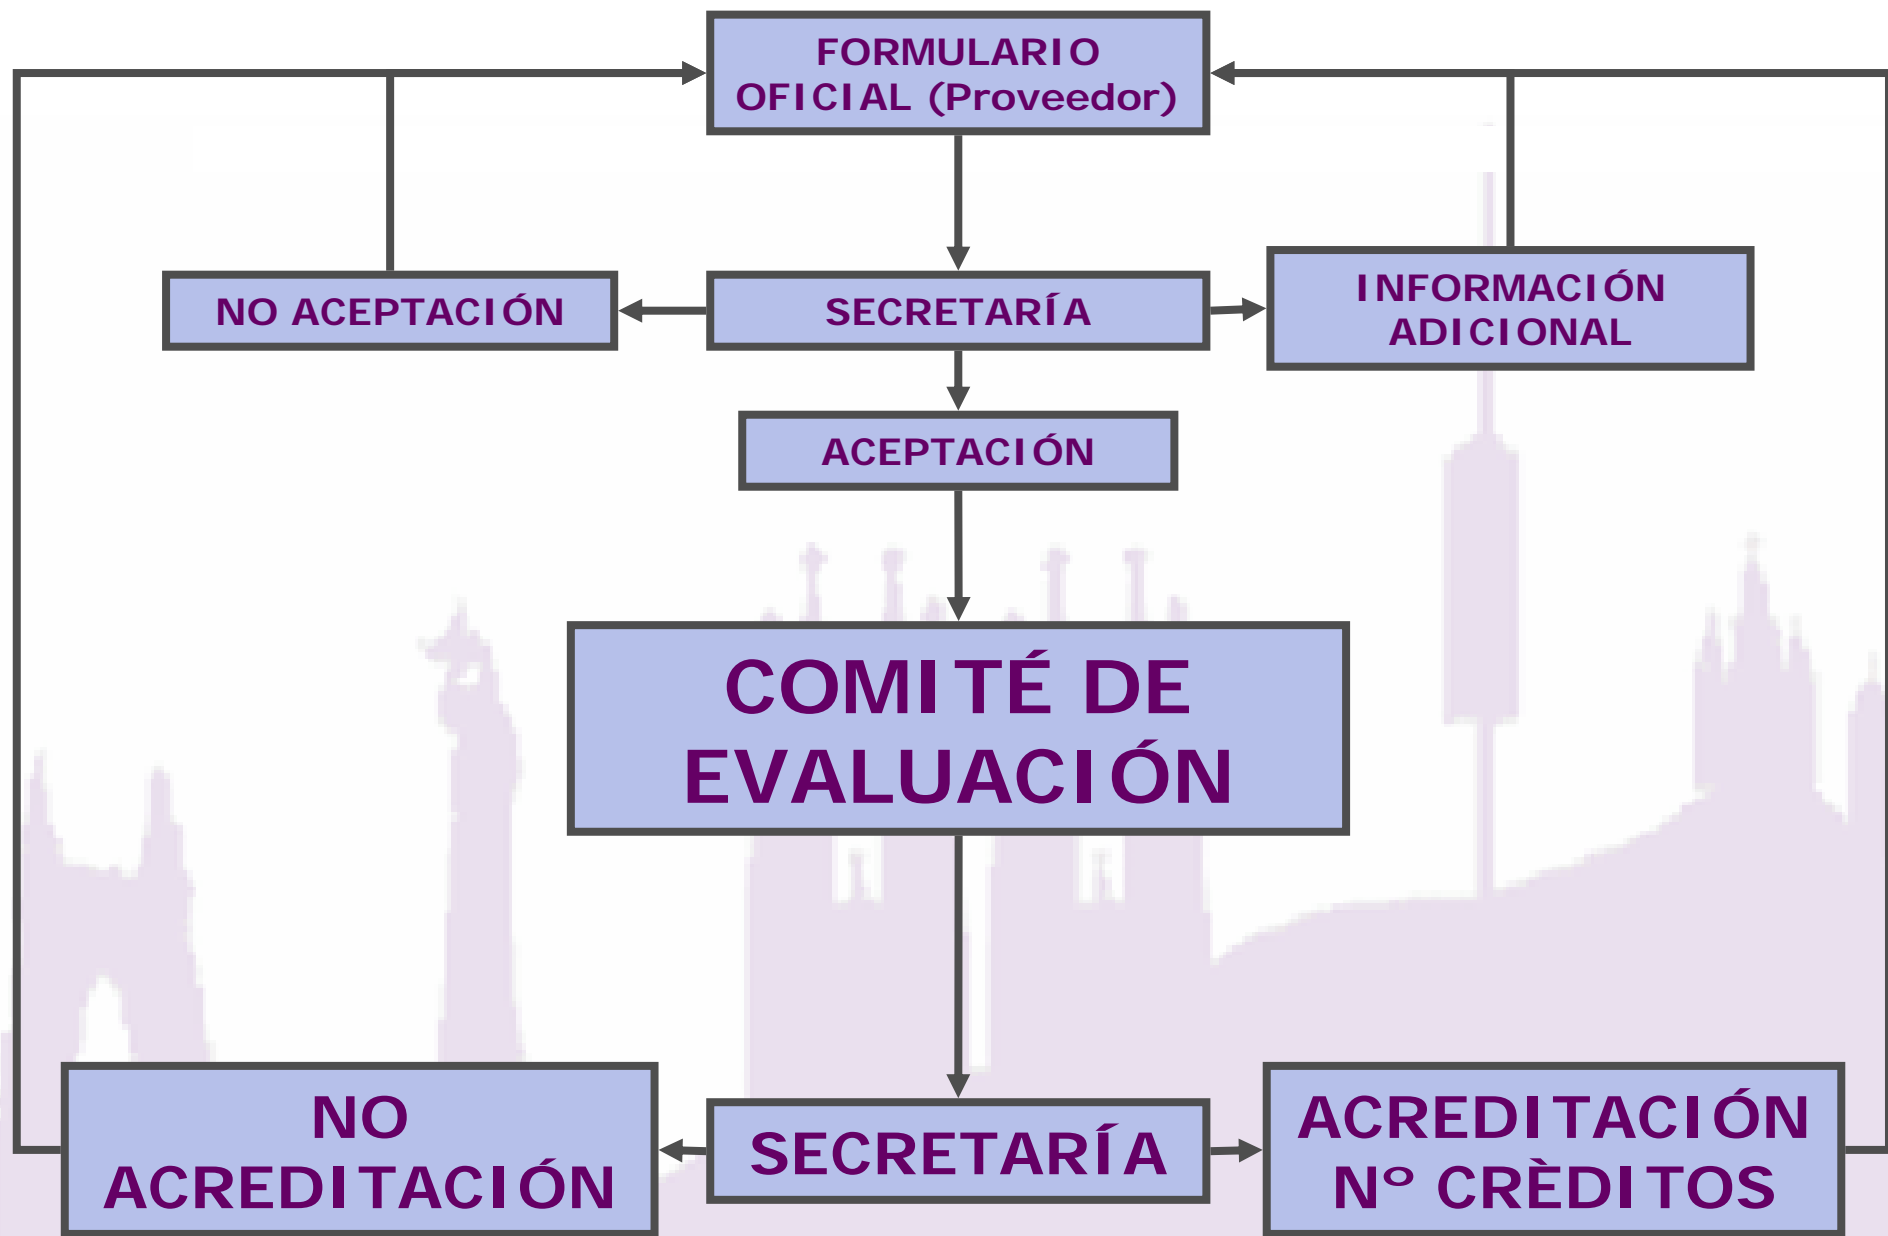 FORMULARIO
OFICIAL (Proveedor)
NO ACEPTACIÓN
SECRETARÍA
INFORMACIÓN
ADICIONAL
ACEPTACIÓN
COMITÉ DE
EVALUACIÓN
NO
ACREDITACIÓN
SECRETARÍA
ACREDITACIÓN
Nº CRÈDITOS